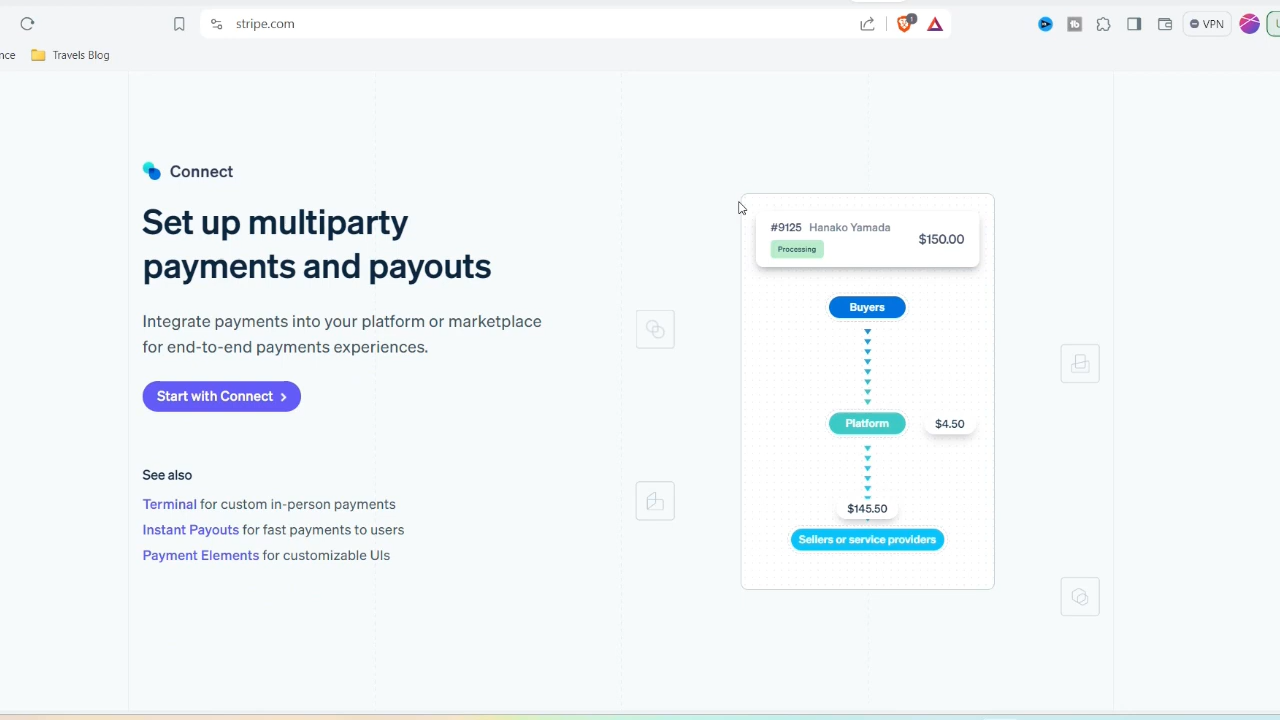 stripe.com
1
VPN
nce
Travels Blog
Connect
Set up multiparty
payments and payouts
Integrate payments into your platform or marketplace
for end-to-end payments experiences.
Start with Connect
See also
Terminal for custom in-person payments
Instant Payouts for fast payments to users
Payment Elements for customizable UIs
#9125 Hanako Yamada
Processing
$150.00
Buyers
Platform
$4.50
$145.50
Sellers or service providers